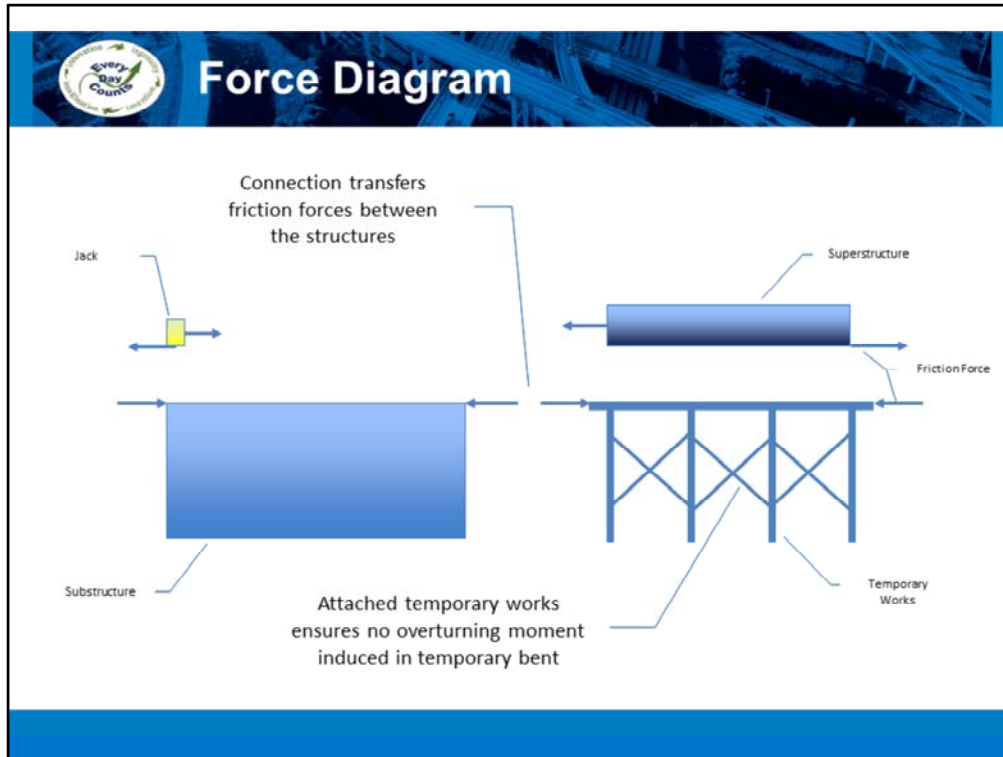 Every
Day
Counts
Force Diagram
Connection transfers
friction forces between
the structures
Jack
Superstructure
Friction Force
Substructure
Attached temporary works
ensures no overturning moment
induced in temporary bent
Temporary
Works